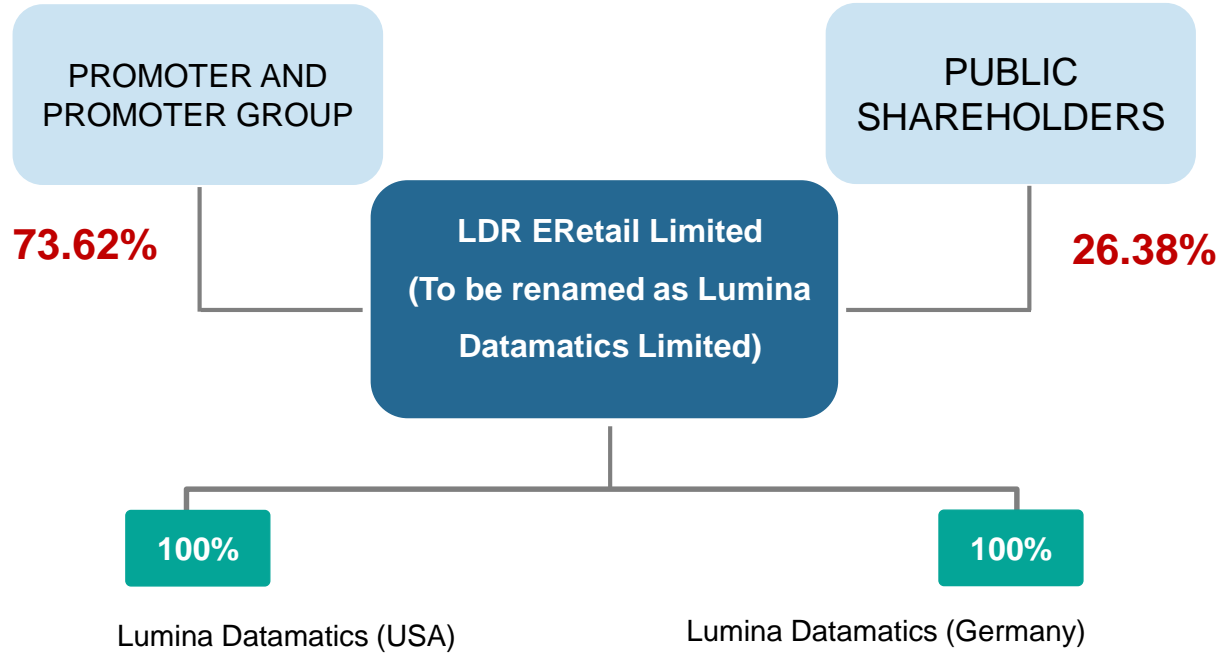 PROMOTER AND
PROMOTER GROUP
PUBLIC
SHAREHOLDERS
73.62%
LDR ERetail Limited
(To be renamed as Lumina
Datamatics Limited)
26.38%
100%
100%
Lumina Datamatics (USA)
Lumina Datamatics (Germany)